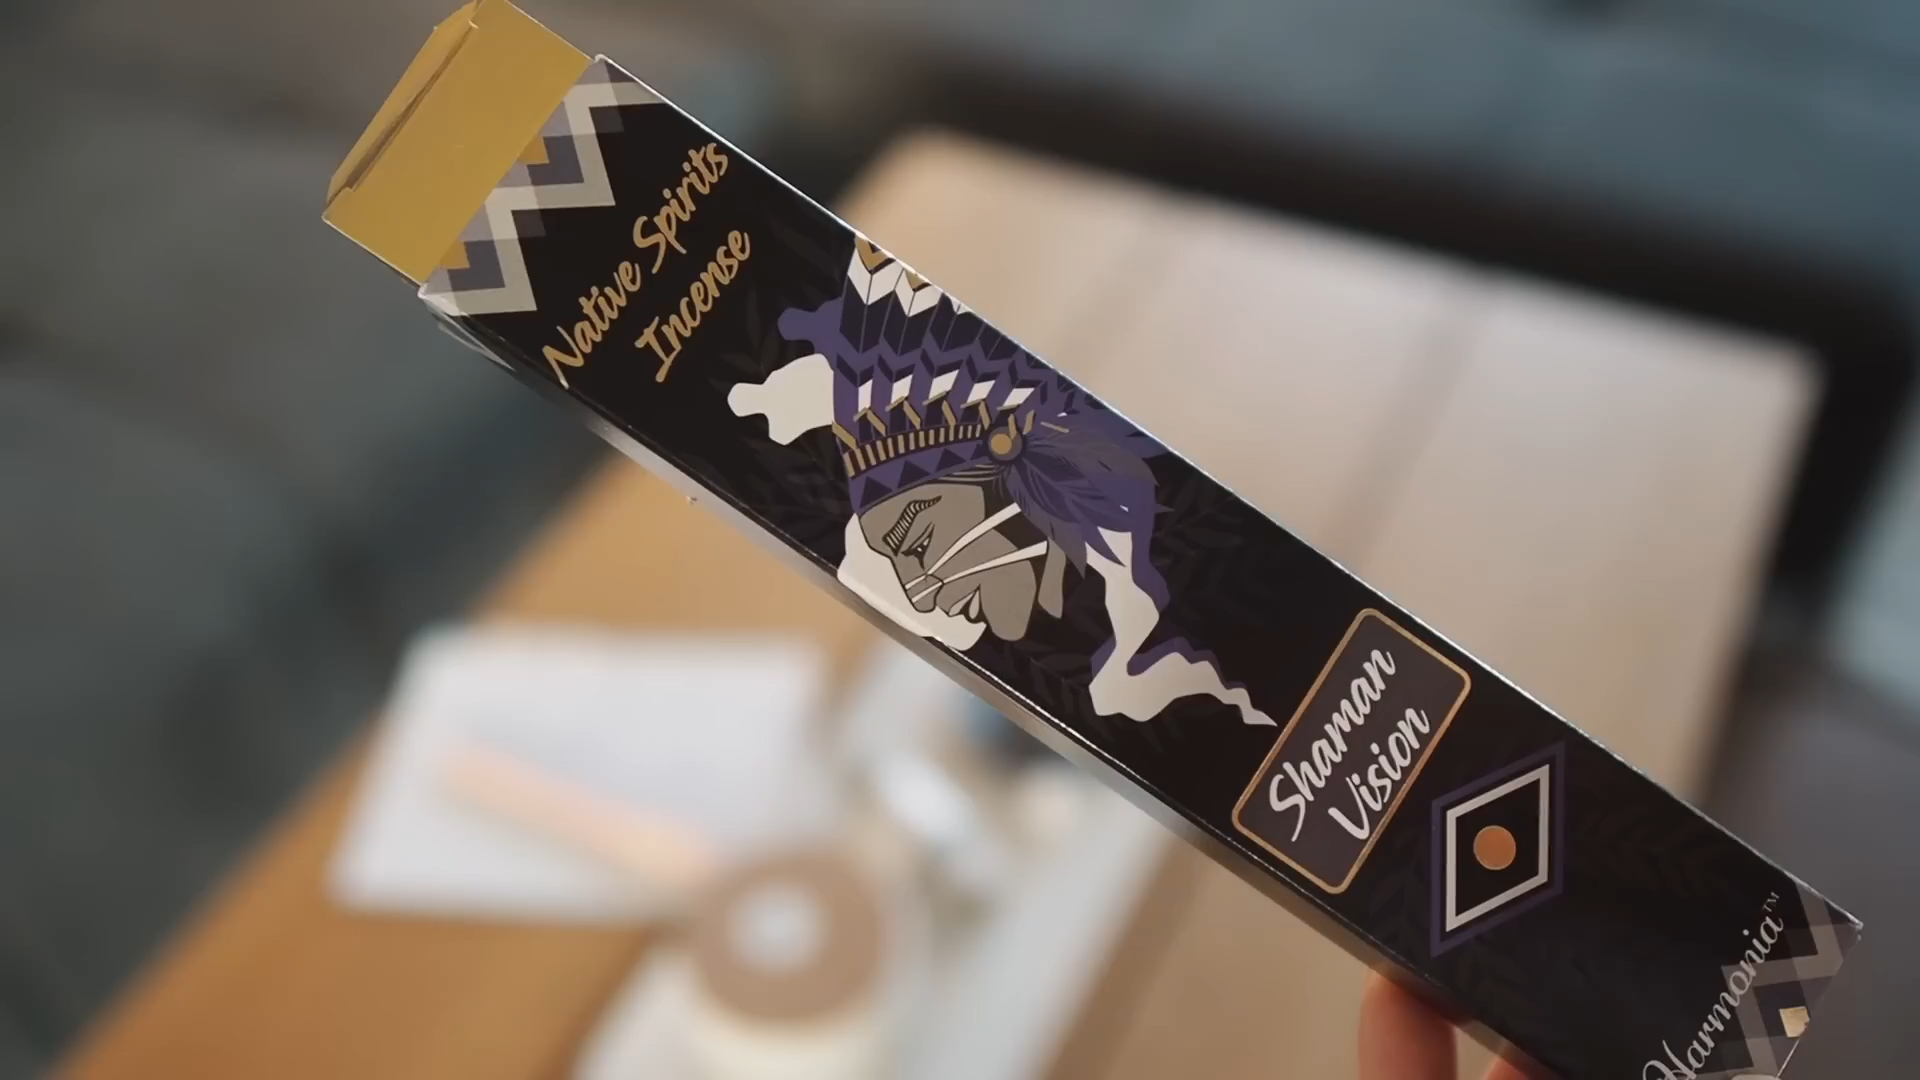 Native Spirits
Incense
Shaman
Vision
Harmonia™